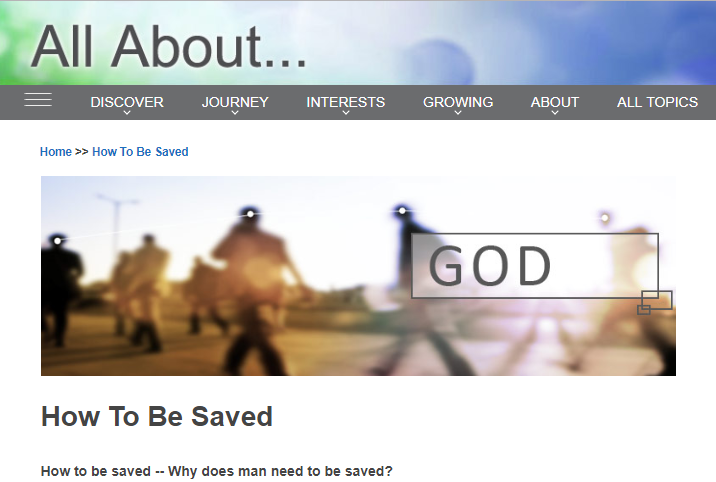 All About...
DISCOVER JOURNEY INTERESTS GROWING ABOUT ALL TOPICS
Home >> How To Be Saved
GOD
How To Be Saved
How to be saved -- Why does man need to be saved?